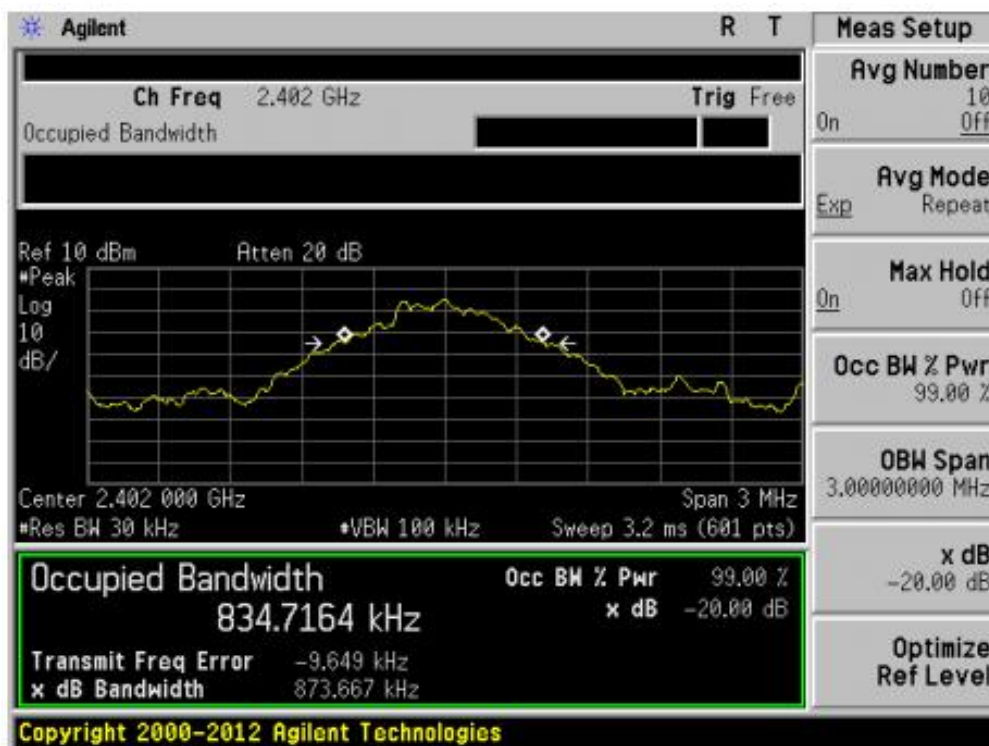 Agilent R T
Ch Freq 2.402 GHz Trig Free
Occupied Bandwidth
Ref 10 dBm Atten 20 dB
#Peak
Log
10
dB/
Center 2.402 000 GHz Span 3 MHz
#Res BW 30 kHz #VBW 100 kHz Sweep 3.2 ms (601 pts)
Occupied Bandwidth Occ BW % Pwr 99.00 %
834.7164 kHz x dB -20.00 dB
Transmit Freq Error -9.649 kHz
x dB Bandwidth 873.667 kHz
Copyright 2000-2012 Agilent Technologies
Meas Setup
Avg Number
10
On Off
Avg Mode
Exp Repeat
Max Hold
On Off
Occ BW % Pwr
99.00 %
OBW Span
3.00000000 MHz
x dB
-20.00 dB
Optimize
Ref Level